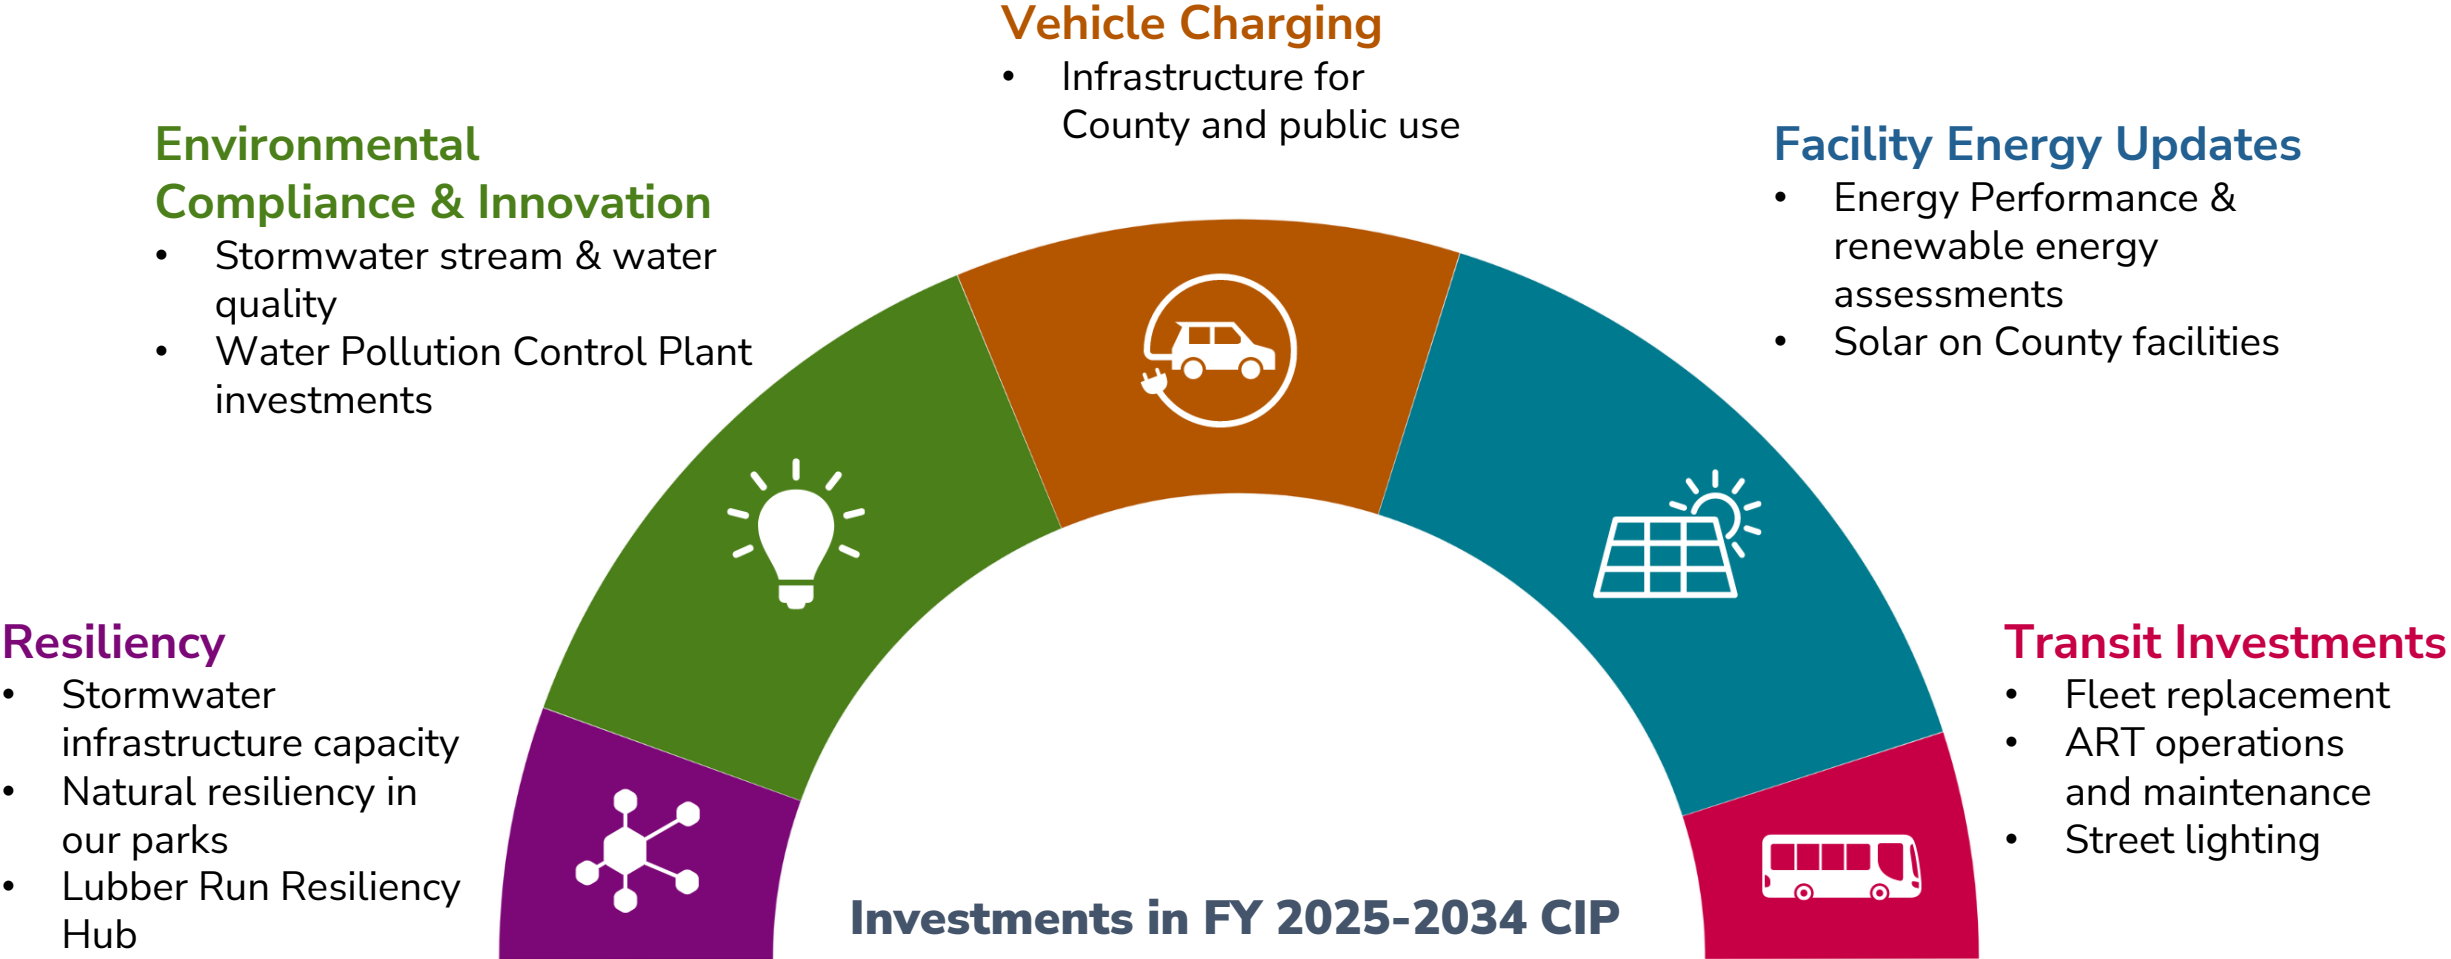 Vehicle Charging
• Infrastructure for
County and public use
Environmental
Compliance & Innovation
• Stormwater stream & water
quality
• Water Pollution Control Plant
investments
Facility Energy Updates
• Energy Performance &
renewable energy
assessments
• Solar on County facilities
Resiliency
• Stormwater
infrastructure capacity
• Natural resiliency in
our parks
• Lubber Run Resiliency
Hub
Transit Investments
• Fleet replacement
• ART operations
and maintenance
• Street lighting
Investments in FY 2025-2034 CIP